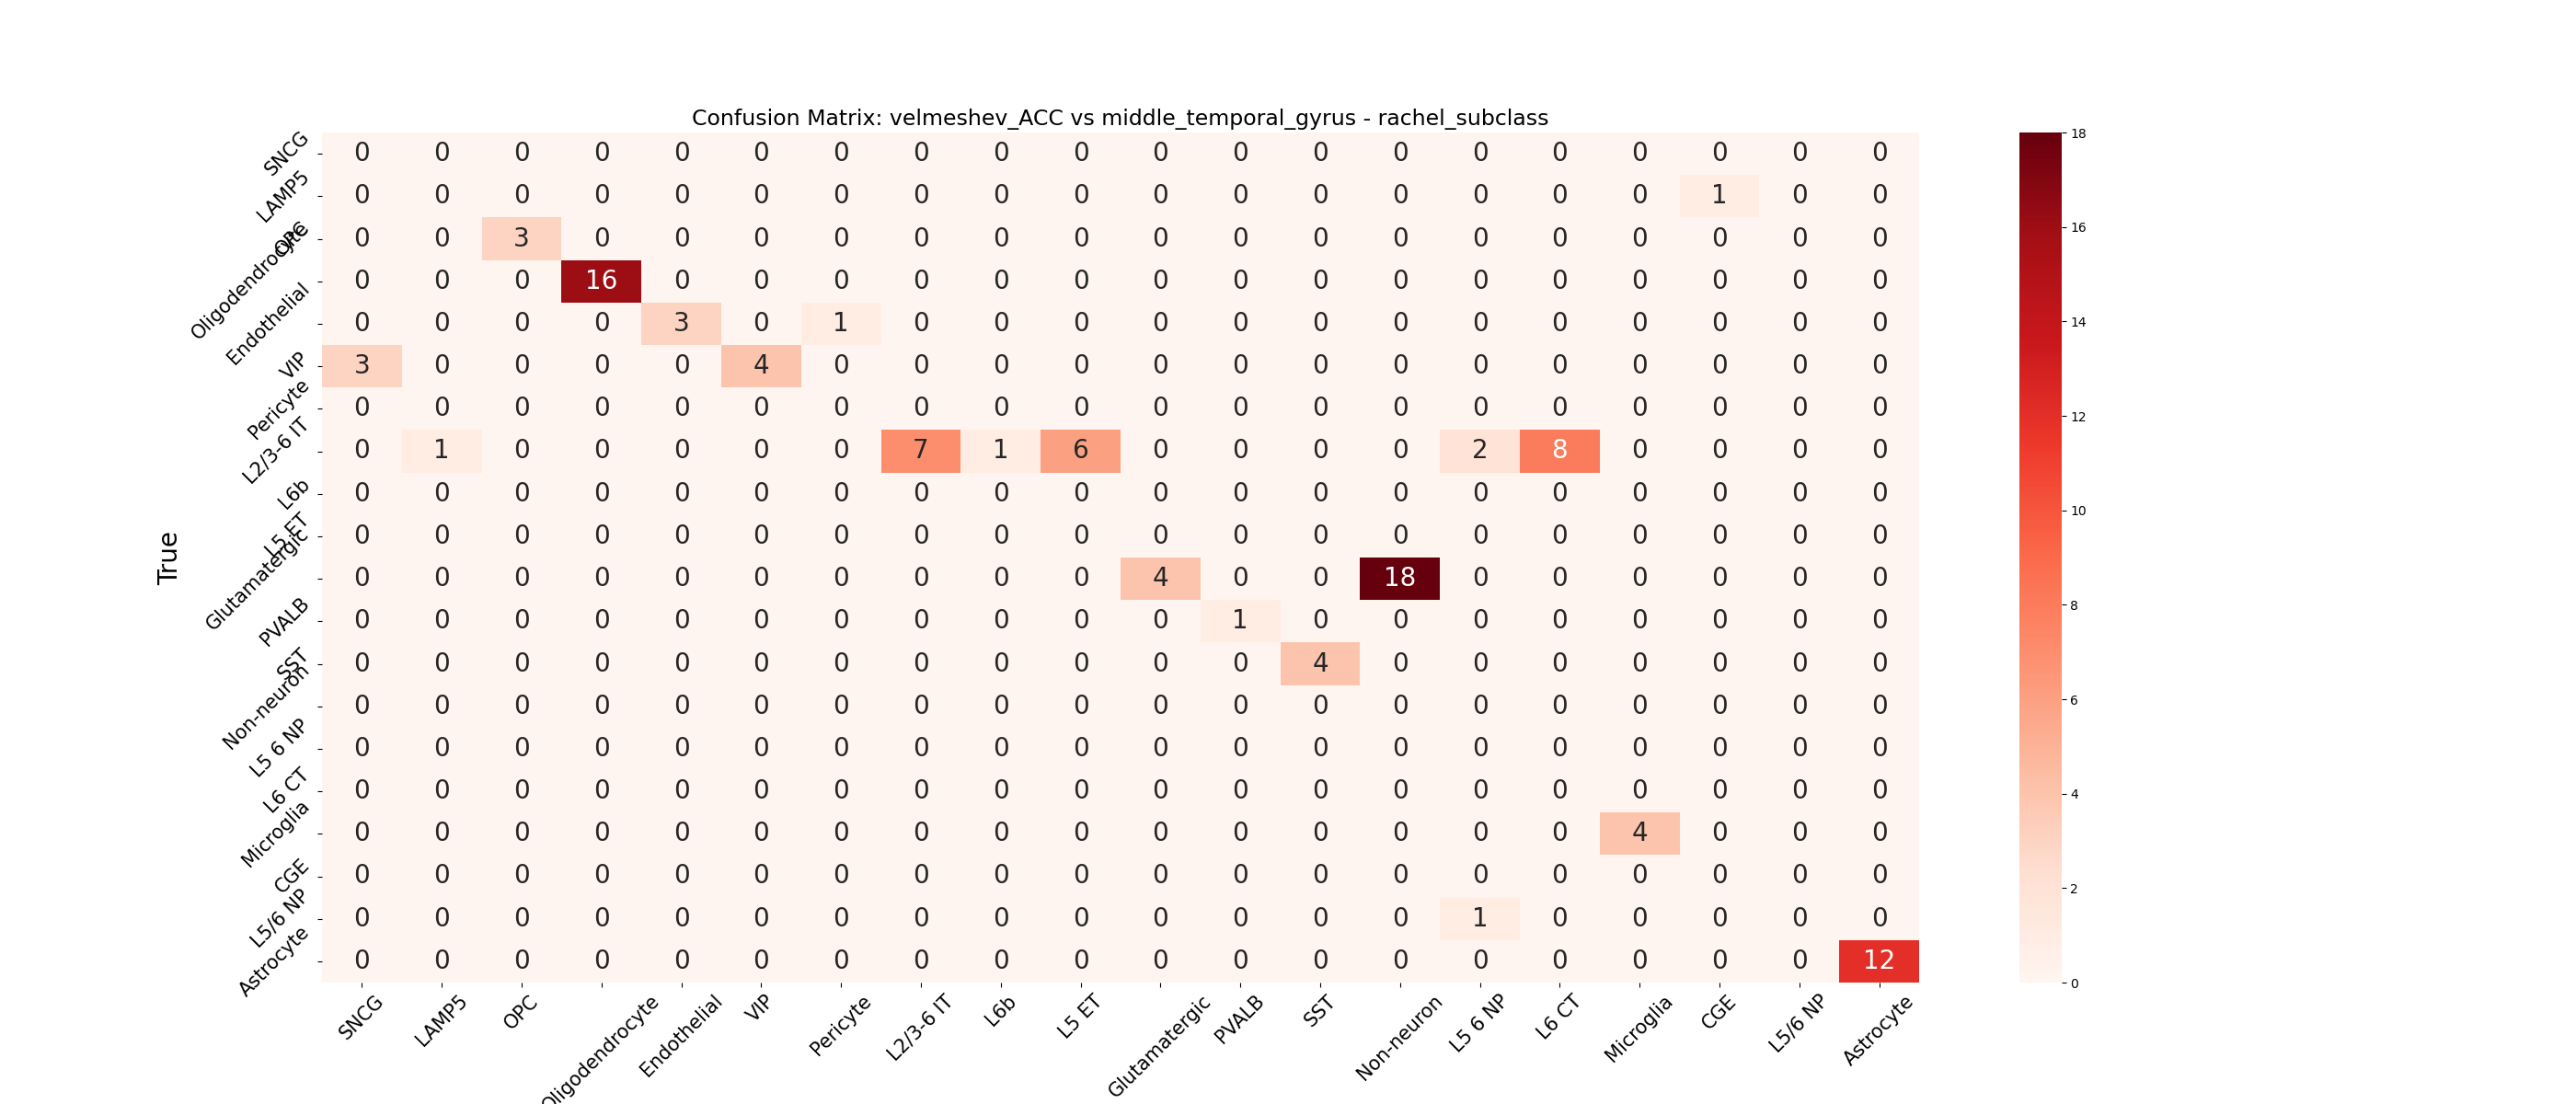 Confusion Matrix: velmeshev_ACC vs middle_temporal_gyrus - rachel_subclass
True
SNCG 0 0 0 0 0 0 0 0 0 0 0 0 0 0 0 0 0 0 0 0
LAMP5 0 0 0 0 0 0 0 0 0 0 0 0 0 0 0 0 0 1 0 0
OPC 0 0 3 0 0 0 0 0 0 0 0 0 0 0 0 0 0 0 0 0
Oligodendrocyte 0 0 0 16 0 0 0 0 0 0 0 0 0 0 0 0 0 0 0 0
Endothelial 0 0 0 0 3 0 1 0 0 0 0 0 0 0 0 0 0 0 0 0
VIP 3 0 0 0 0 4 0 0 0 0 0 0 0 0 0 0 0 0 0 0
Pericyte 0 0 0 0 0 0 0 0 0 0 0 0 0 0 0 0 0 0 0 0
L2/3-6 IT 0 1 0 0 0 0 0 7 1 6 0 0 0 0 2 8 0 0 0 0
L6b 0 0 0 0 0 0 0 0 0 0 0 0 0 0 0 0 0 0 0 0
L5 ET 0 0 0 0 0 0 0 0 0 0 0 0 0 0 0 0 0 0 0 0
Glutamatergic 0 0 0 0 0 0 0 0 0 0 4 0 0 18 0 0 0 0 0 0
PVALB 0 0 0 0 0 0 0 0 0 0 0 1 0 0 0 0 0 0 0 0
SST 0 0 0 0 0 0 0 0 0 0 0 0 4 0 0 0 0 0 0 0
Non-neuron 0 0 0 0 0 0 0 0 0 0 0 0 0 0 0 0 0 0 0 0
L5 6 NP 0 0 0 0 0 0 0 0 0 0 0 0 0 0 0 0 0 0 0 0
L6 CT 0 0 0 0 0 0 0 0 0 0 0 0 0 0 0 0 0 0 0 0
Microglia 0 0 0 0 0 0 0 0 0 0 0 0 0 0 0 0 4 0 0 0
CGE 0 0 0 0 0 0 0 0 0 0 0 0 0 0 0 0 0 0 0 0
L5/6 NP 0 0 0 0 0 0 0 0 0 0 0 0 0 0 1 0 0 0 0 0
Astrocyte 0 0 0 0 0 0 0 0 0 0 0 0 0 0 0 0 0 0 0 12
SNCG LAMP5 OPC Oligodendrocyte Endothelial VIP Pericyte L2/3-6 IT L6b L5 ET Glutamatergic PVALB SST Non-neuron L5 6 NP L6 CT Microglia CGE L5/6 NP Astrocyte
18
16
14
12
10
8
6
4
2
0